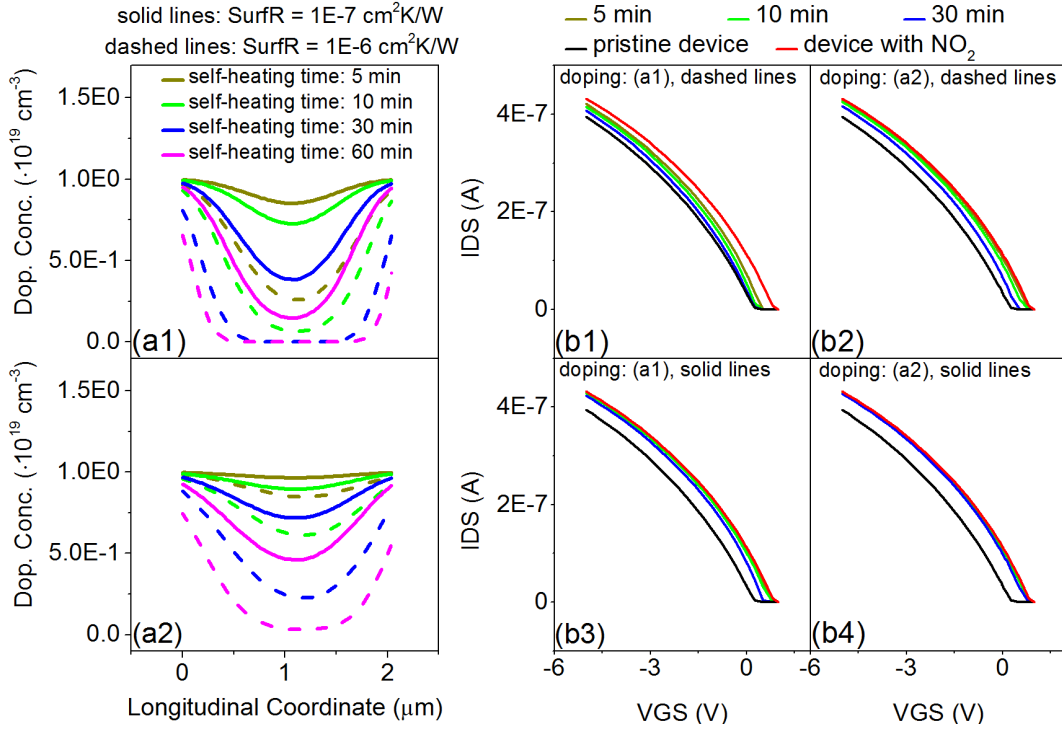 solid lines: SurfR = 1E-7 cm²K/W
dashed lines: SurfR = 1E-6 cm²K/W
self-heating time: 5 min
self-heating time: 10 min
self-heating time: 30 min
self-heating time: 60 min
1.5E0
1.0E0
5.0E-1
0.0
Dop. Conc. (·10¹⁹ cm⁻³)
(a1)
1.5E0
1.0E0
5.0E-1
0.0
Dop. Conc. (·10¹⁹ cm⁻³)
(a2)
0 1 2
Longitudinal Coordinate (μm)
5 min 10 min 30 min
pristine device device with NO₂
doping: (a1), dashed lines
doping: (a2), dashed lines
4E-7
2E-7
0
IDS (A)
(b1)
(b2)
doping: (a1), solid lines
doping: (a2), solid lines
4E-7
2E-7
0
IDS (A)
(b3)
(b4)
-6 -3 0 -6 -3 0
VGS (V) VGS (V)